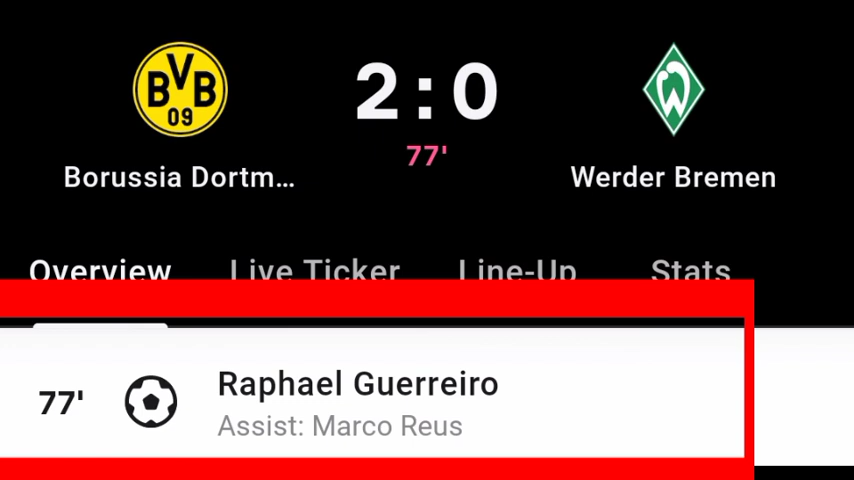 BVB
09
2:0
W
77'
Borussia Dortm...
Werder Bremen
Overview
Live Ticker
Line-Up
Stats
77'
Raphael Guerreiro
Assist: Marco Reus